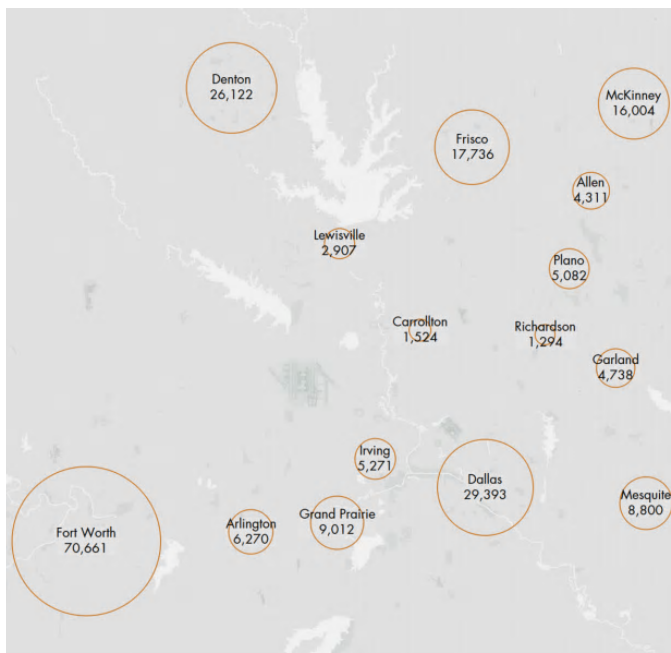 Denton
26,122
McKinney
16,004
Frisco
17,736
Allen
4,311
Lewisville
2,907
Plano
5,082
Carrollton
1,524
Richardson
1,294
Garland
4,738
Irving
5,271
Dallas
29,393
Mesquite
8,800
Grand Prairie
9,012
Arlington
6,270
Fort Worth
70,661